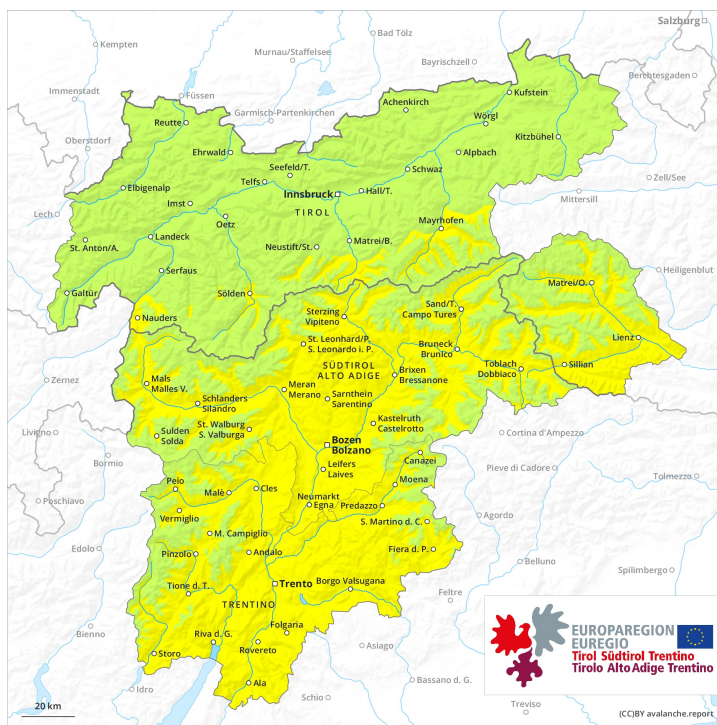 Salzburg
Bad Tölz
Kempten
Murnau/Staffelsee
Bayrischzell
Berchtesgaden
Immenstadt
Füssen
Garmisch-Partenkirchen
Achenkirch
Kufstein
Wörgl
Reutte
Oberstdorf
Kitzbühel
Ehrwald
Alpbach
Seefeld/T.
Schwaz
Zell/See
Telfs
Elbigenalp
Innsbruck
Hall/T.
Mittersill
Imst
TIROL
Lech
Oetz
Mayrhofen
St. Anton/A.
Landeck
Neustift/St.
Matrei/B.
Serfaus
Heiligenblut
Galtür
Sölden
Matrei/O.
Nauders
Sterzing
Vipiteno
Sand/T.
Campo Tures
St. Leonhard/P.
S. Leonardo i. P.
Lienz
Bruneck
Brunico
Zernez
SÜDTIROL
ALTO ADIGE
Toblach
Dobbiaco
Sillian
Mals
Malles V.
Meran
Merano
Brixen
Bressanone
Schlanders
Silandro
Sarnthein
Sarentino
St. Walburg
S. Valburga
Kastelruth
Castelrotto
Livigno
Sulden
Solda
Cortina d'Ampezzo
Bozen
Bolzano
Bormio
Canazei
Pieve di Cadore
Leifers
Laives
Tolmezzo
Peio
Malè
Cles
Moena
Poschiavo
Neumarkt
Egna
Predazzo
Vermiglio
Agordo
S. Martino d. C.
M. Campiglio
Edolo
Pinzolo
Andalo
Fiera d. P.
Belluno
Spilimbergo
Tione d. T.
Trento
Borgo Valsugana
Feltre
TRENTINO
Bienno
Folgaria
Riva d. G.
Rovereto
Asiago
Storo
Ala
Bassano d. G.
Idro
Schio
Treviso
EUROPAREGION
EUREGIO
Tirol Südtirol Trentino
Tirolo Alto Adige Trentino
20 km
(CC)BY avalanche.report